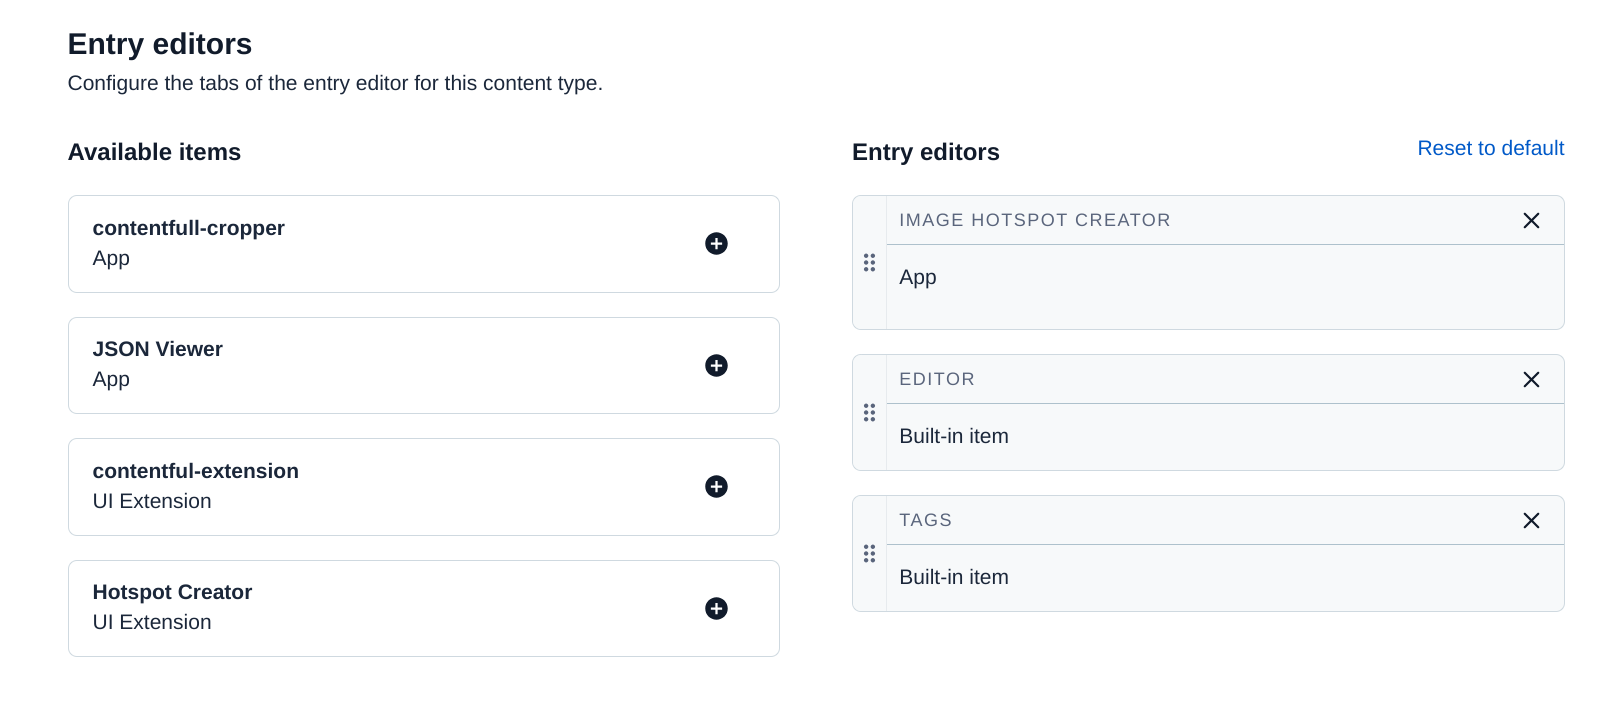 Entry editors
Configure the tabs of the entry editor for this content type.
Available items
contentfull-cropper
App
JSON Viewer
App
contentful-extension
UI Extension
Hotspot Creator
UI Extension
Entry editors
Reset to default
IMAGE HOTSPOT CREATOR
App
EDITOR
Built-in item
TAGS
Built-in item